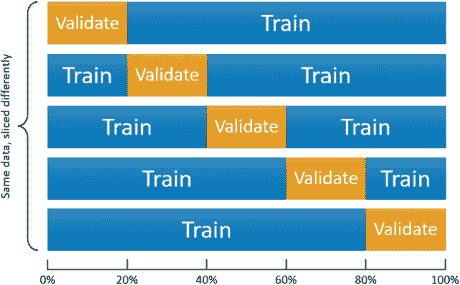 Same data, sliced differently
Validate Train
Train Validate Train
Train Validate Train
Train Validate Train
Train Validate
0% 20% 40% 60% 80% 100%